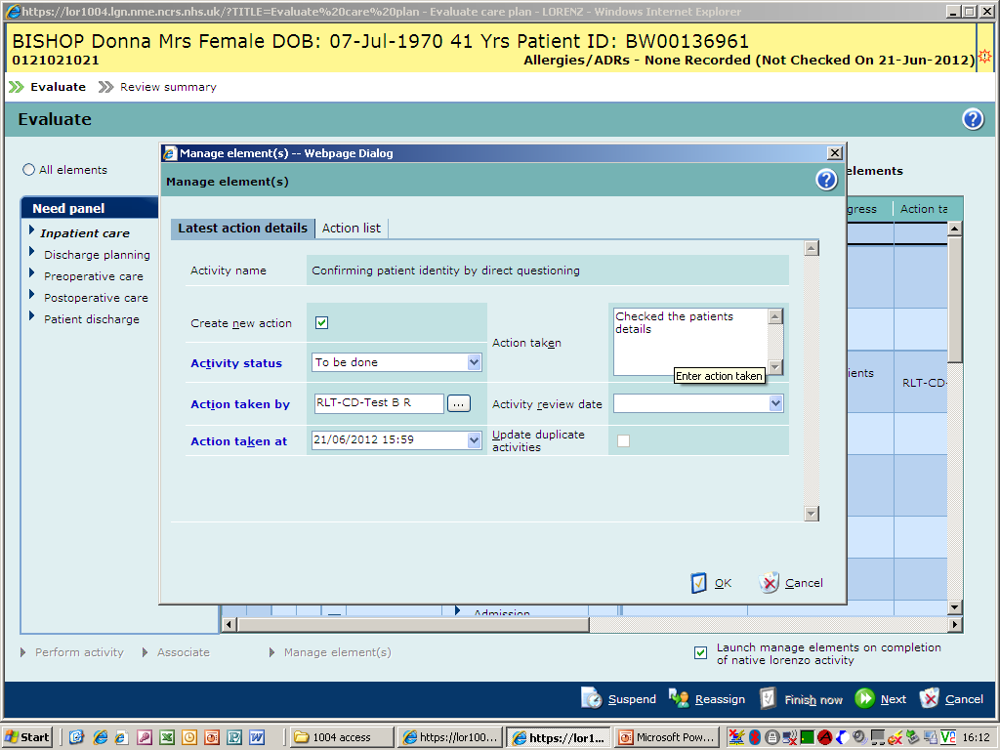 https://lor1004.lgn.nme.ncrs.nhs.uk/?TITLE=Evaluate%20care%20plan - Evaluate care plan - LORENZ - Windows Internet Explorer
BISHOP Donna Mrs Female DOB: 07-Jul-1970 41 Yrs Patient ID: BW00136961
0121021021 Allergies/ADRs - None Recorded (Not Checked On 21-Jun-2012)
Evaluate Review summary
Evaluate
Manage element(s) -- Webpage Dialog
Manage element(s)
All elements
elements
Need panel
Inpatient care
Discharge planning
Preoperative care
Postoperative care
Patient discharge
gress Action ta
ients
RLT-CD-
Latest action details Action list
Activity name Confirming patient identity by direct questioning
Create new action
Action taken Checked the patients
details
Enter action taken
Activity status To be done
Action taken by RLT-CD-Test B R ... Activity review date
Action taken at 21/06/2012 15:59 Update duplicate
activities
OK Cancel
Admission
Perform activity Associate Manage element(s) Launch manage elements on completion
of native lorenzo activity
Suspend Reassign Finish now Next Cancel
Start 1004 access https://lor100... https://lor1... Microsoft Pow... 16:12